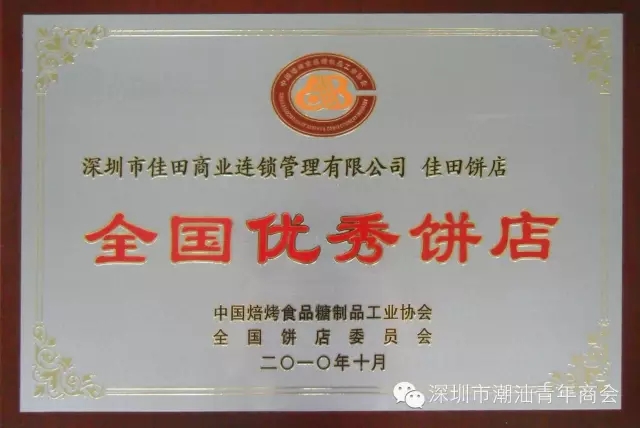 深圳市佳田商业连锁管理有限公司 佳田饼店
全国优秀饼店
中国焙烤食品糖制品工业协会
全国饼店委员会
二〇一〇年十月
深圳市潮汕青年商会